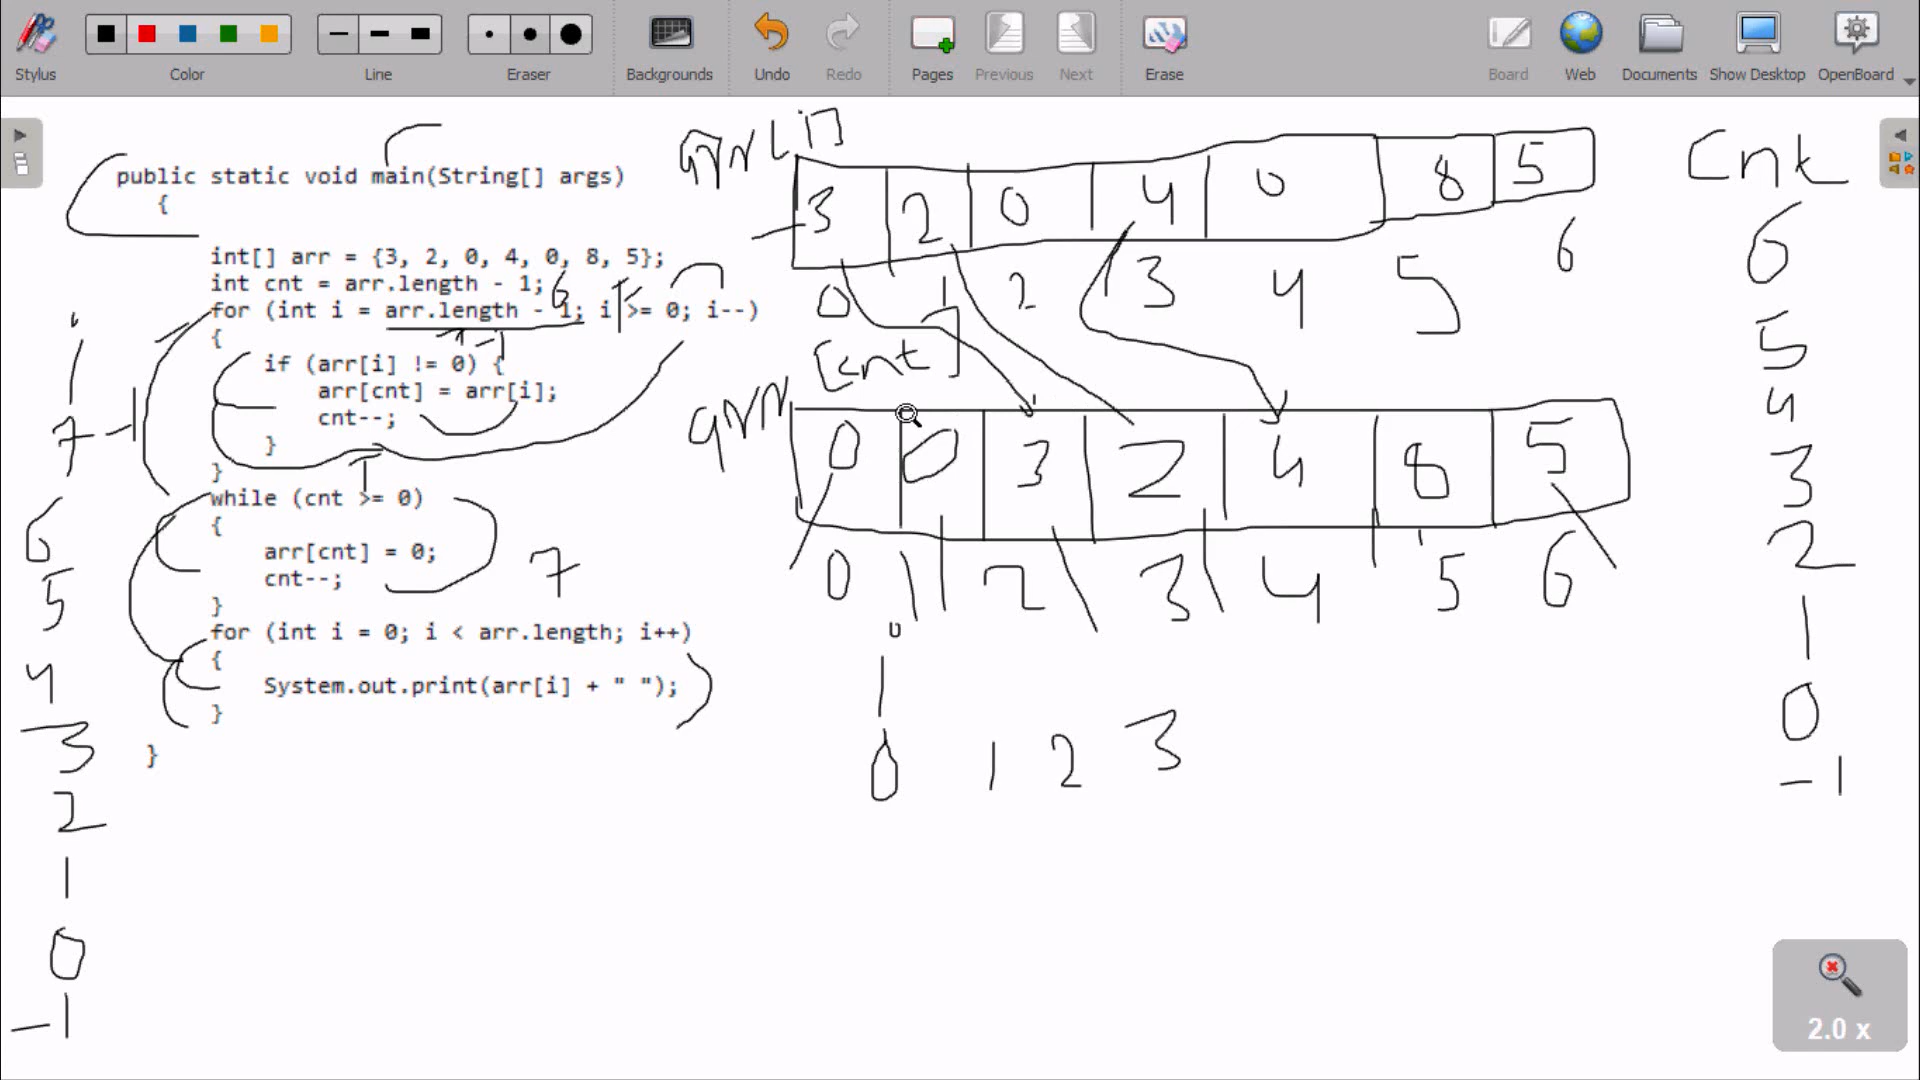 Stylus Color Line Eraser Backgrounds Undo Redo Pages Previous Next Erase Board Web Documents Show Desktop OpenBoard
public static void main(String[] args)
{
int[] arr = {3, 2, 0, 4, 0, 8, 5};
int cnt = arr.length - 1;
6
for (int i = arr.length - 1; i >= 0; i--)
7 -1
{
if (arr[i] != 0) {
arr[cnt] = arr[i];
cnt--;
}
}
while (cnt >= 0)
{
arr[cnt] = 0;
cnt--;
}
7
for (int i = 0; i < arr.length; i++)
{
System.out.print(arr[i] + " ");
}
}
i
7-1
6
5
4
3
2
1
0
-1
arr[i]
3 2 0 4 0 8 5
0 1 2 3 4 5 6
arr [cnt]
0 0 3 2 4 8 5
0 1 2 3 4 5 6
i
0 1 2 3
Cnt
6
5
4
3
2
1
0
-1
2.0 x